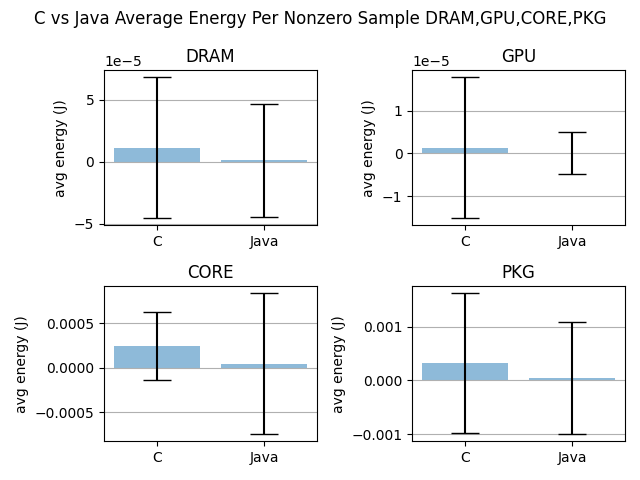 C vs Java Average Energy Per Nonzero Sample DRAM,GPU,CORE,PKG
DRAM
1e−5
avg energy (J)
5
0
−5
C Java
GPU
1e−5
avg energy (J)
1
0
−1
C Java
CORE
avg energy (J)
0.0005
0.0000
−0.0005
C Java
PKG
avg energy (J)
0.001
0.000
−0.001
C Java